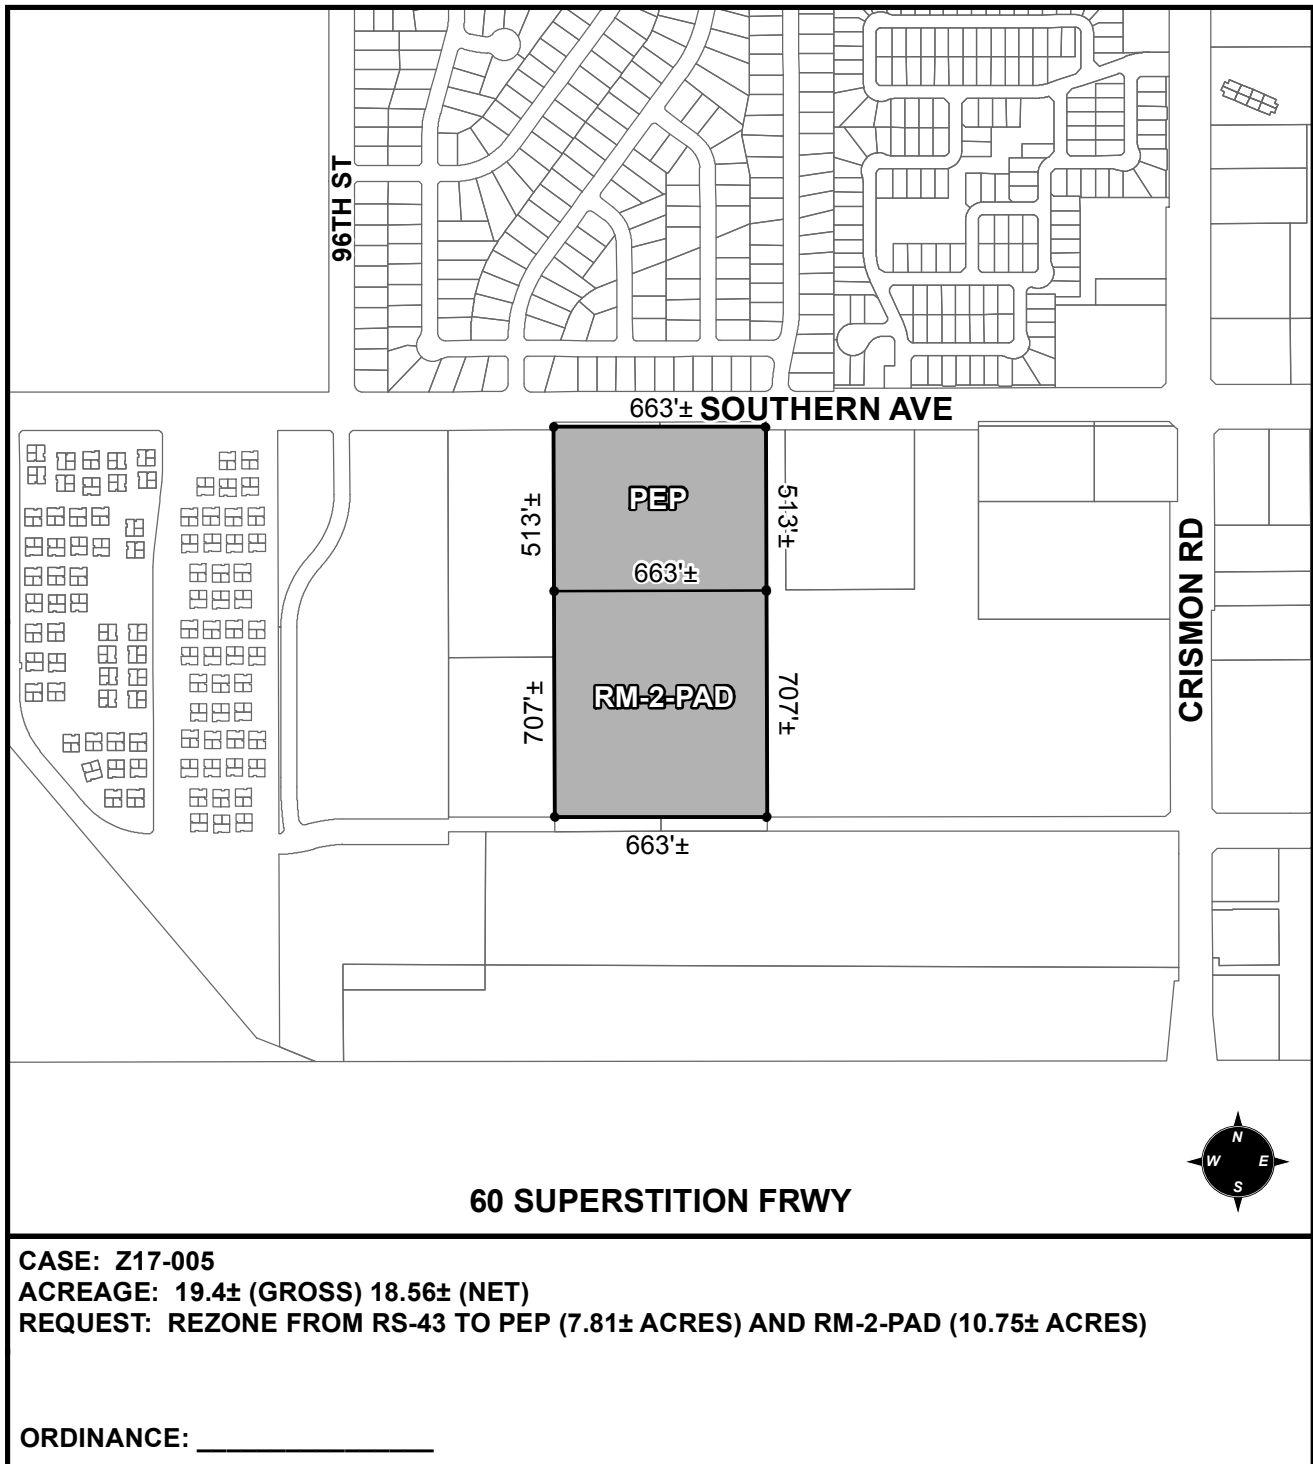 96TH ST
663'± SOUTHERN AVE
PEP
513'±
513'±
663'±
CRISMON RD
RM-2-PAD
707'±
707'±
663'±
N
W E
S
60 SUPERSTITION FRWY
CASE: Z17-005
ACREAGE: 19.4± (GROSS) 18.56± (NET)
REQUEST: REZONE FROM RS-43 TO PEP (7.81± ACRES) AND RM-2-PAD (10.75± ACRES)
ORDINANCE: ________________